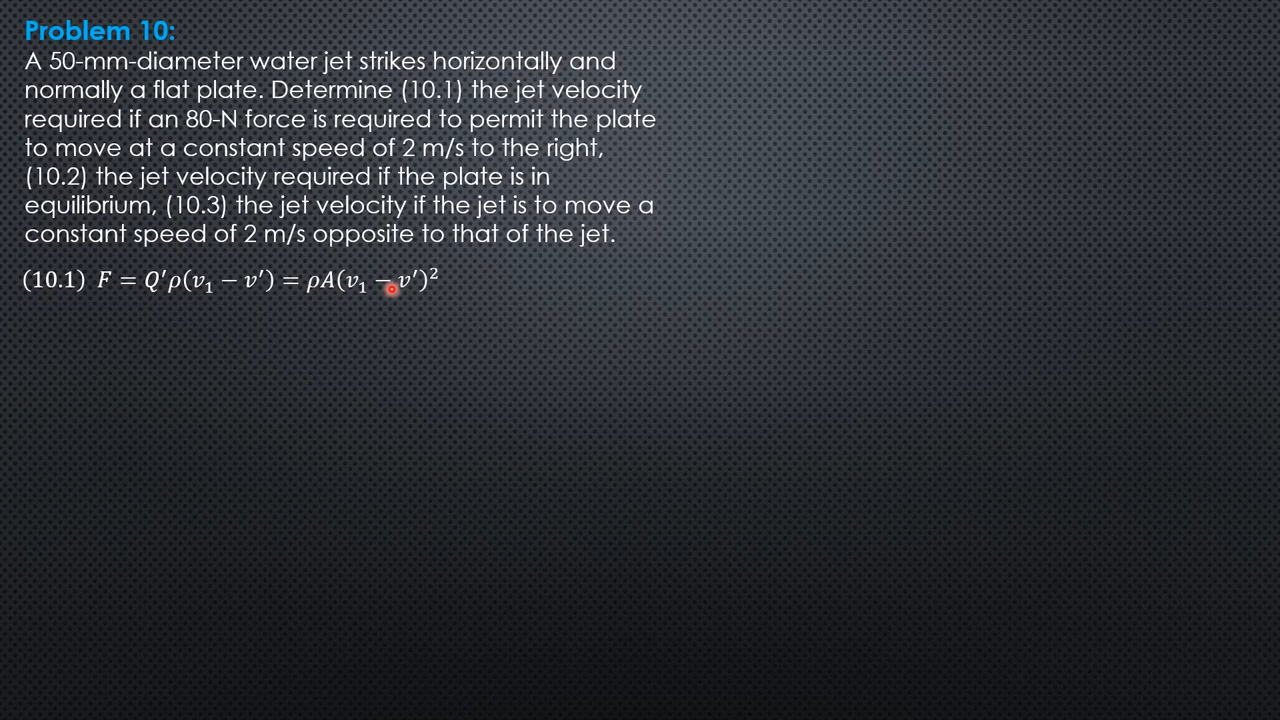 Problem 10:
A 50-mm-diameter water jet strikes horizontally and
normally a flat plate. Determine (10.1) the jet velocity
required if an 80-N force is required to permit the plate
to move at a constant speed of 2 m/s to the right,
(10.2) the jet velocity required if the plate is in
equilibrium, (10.3) the jet velocity if the jet is to move a
constant speed of 2 m/s opposite to that of the jet.
(10.1) F = Q′ρ(v₁ − v′) = ρA(v₁ − v′)²